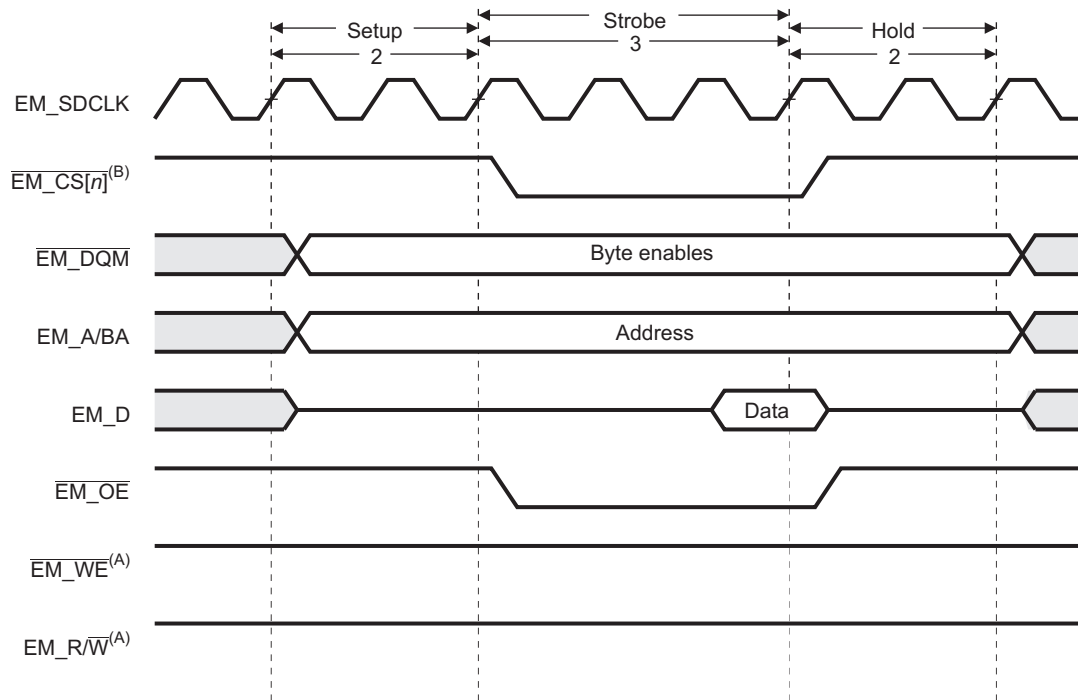 Setup
Strobe
Hold
2
3
2
EM_SDCLK
EM_CS[n](B)
EM_DQM
Byte enables
EM_A/BA
Address
EM_D
Data
EM_OE
EM_WE(A)
EM_R/W(A)